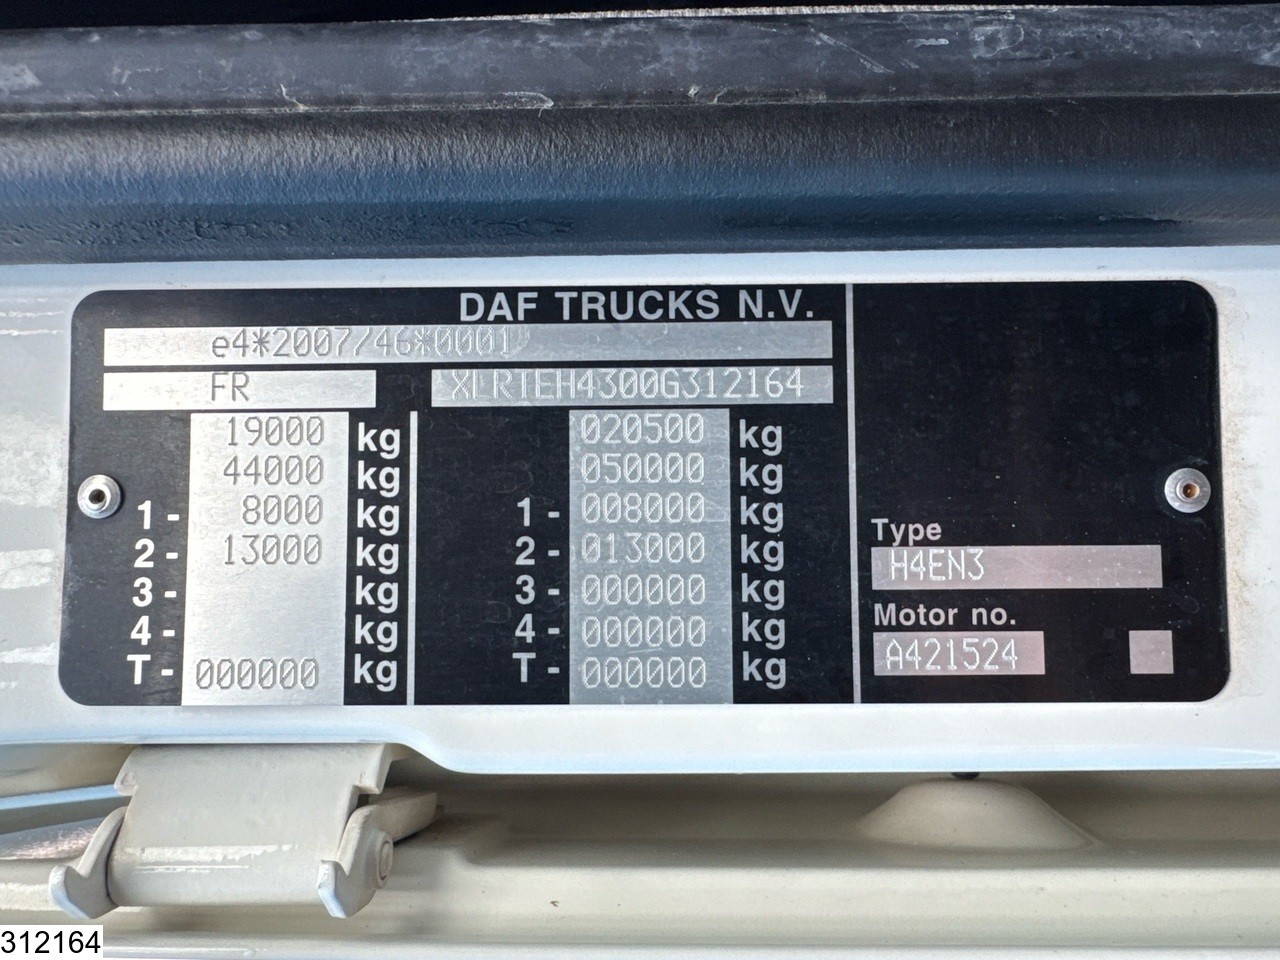 DAF TRUCKS N.V.
e4*2007/46*0001*
FR XLRTEH4300G312164
19000 kg 020500 kg
44000 kg 050000 kg
1 - 8000 kg 1 - 008000 kg
2 - 13000 kg 2 - 013000 kg
3 - kg 3 - 000000 kg
4 - kg 4 - 000000 kg
T - 000000 kg T - 000000 kg
Type
H4EN3
Motor no.
A421524
312164